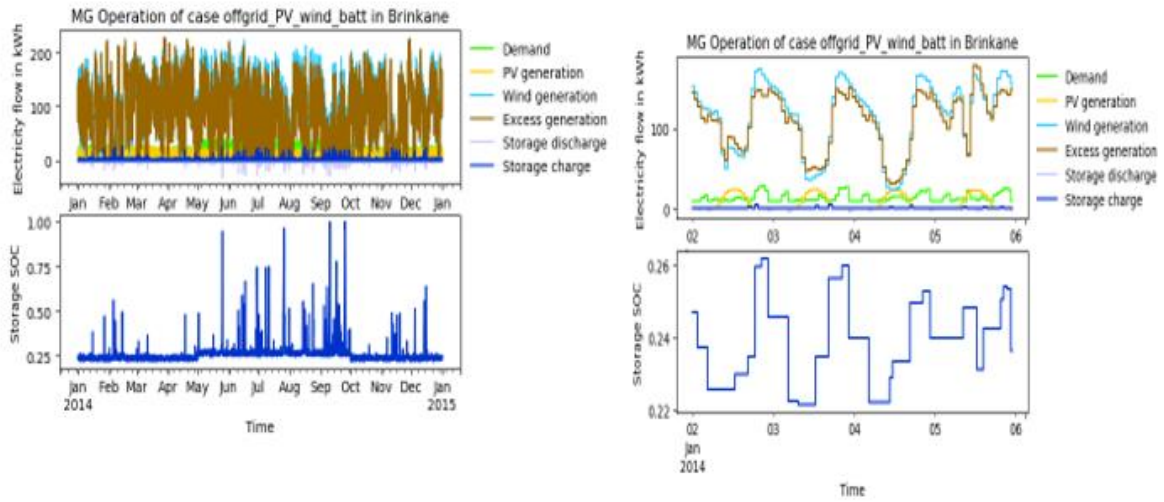 MG Operation of case offgrid_PV_wind_batt in Brinkane
Electricity flow in kWh
200
100
0
Demand
PV generation
Wind generation
Excess generation
Storage discharge
Storage charge
Jan Feb Mar Apr May Jun Jul Aug Sep Oct Nov Dec Jan
Storage SOC
1.00
0.75
0.50
0.25
Jan Feb Mar Apr May Jun Jul Aug Sep Oct Nov Dec Jan
2014 2015
Time
MG Operation of case offgrid_PV_wind_batt in Brinkane
Electricity flow in kWh
100
0
Demand
PV generation
Wind generation
Excess generation
Storage discharge
Storage charge
02 03 04 05 06
Storage SOC
0.26
0.24
0.22
02 03 04 05 06
Jan
2014
Time